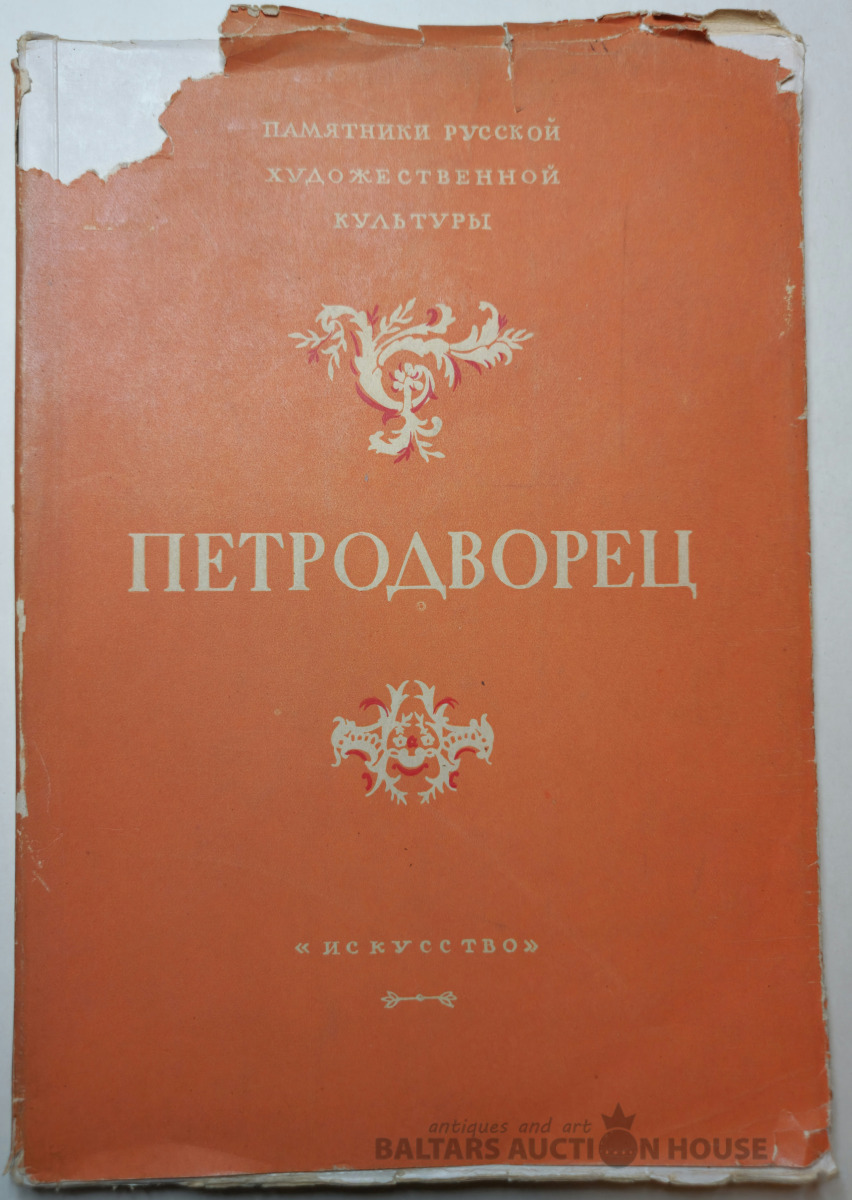 ПАМЯТНИКИ РУССКОЙ
ХУДОЖЕСТВЕННОЙ
КУЛЬТУРЫ
ПЕТРОДВОРЕЦ
«ИСКУССТВО»
antiques and art
BALTARS AUCTION HOUSE